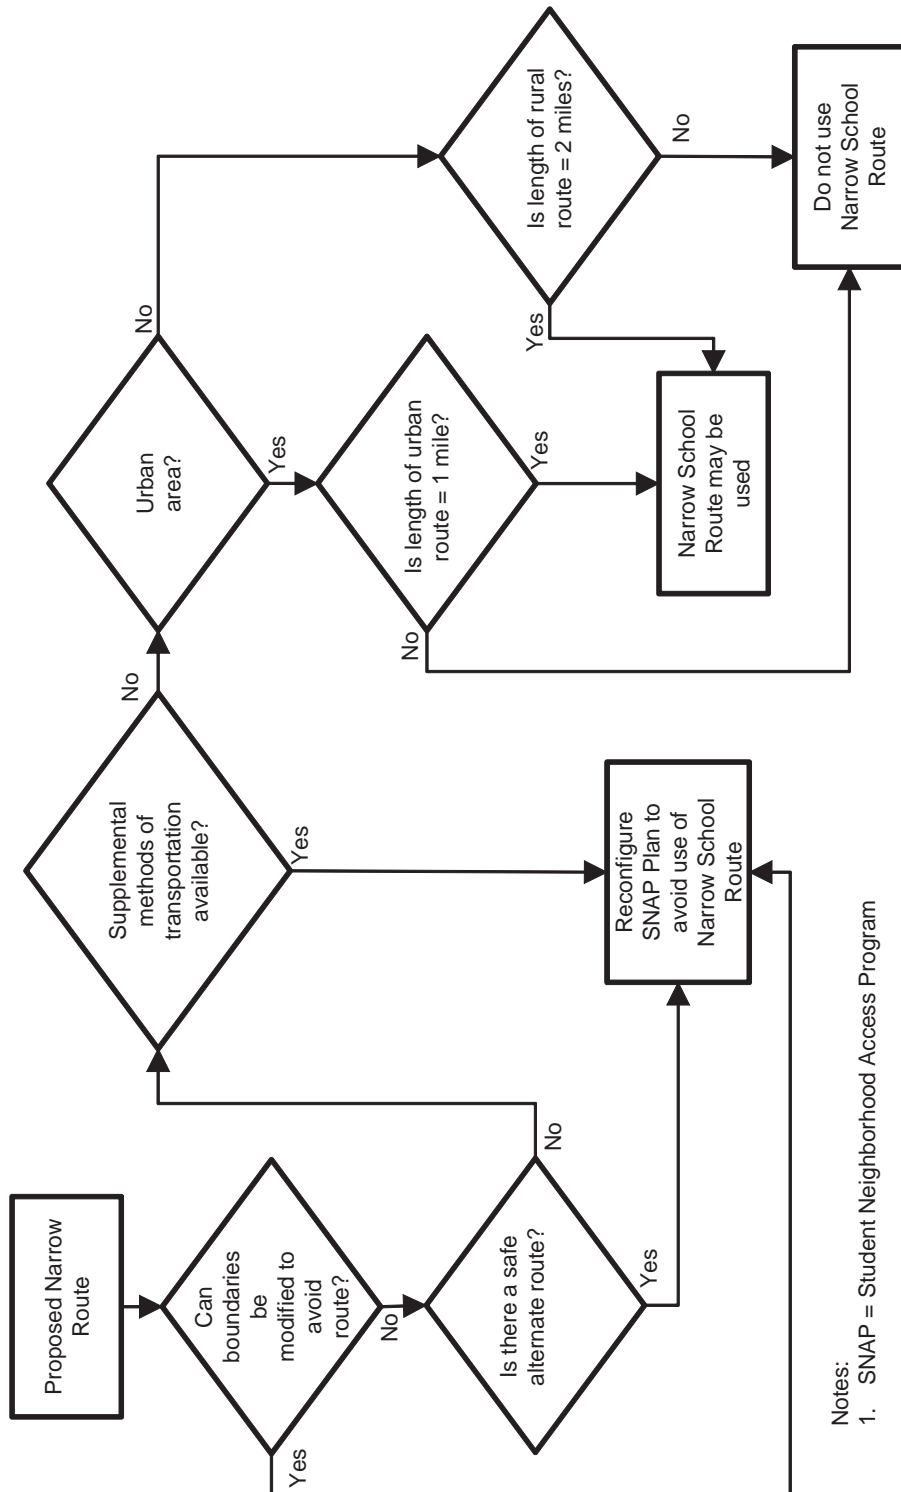 Proposed Narrow
Route
Can
boundaries
be
modified to
avoid
route?
Yes
No
Is there a safe
alternate route?
Yes
No
Supplemental
methods of
transportation
available?
Yes
No
Reconfigure
SNAP Plan to
avoid use of
Narrow School
Route
Urban
area?
Yes
No
Is length of urban
route = 1 mile?
No
Yes
Is length of rural
route = 2 miles?
Yes
No
Narrow School
Route may be
used
Do not use
Narrow School
Route
Notes:
1. SNAP = Student Neighborhood Access Program